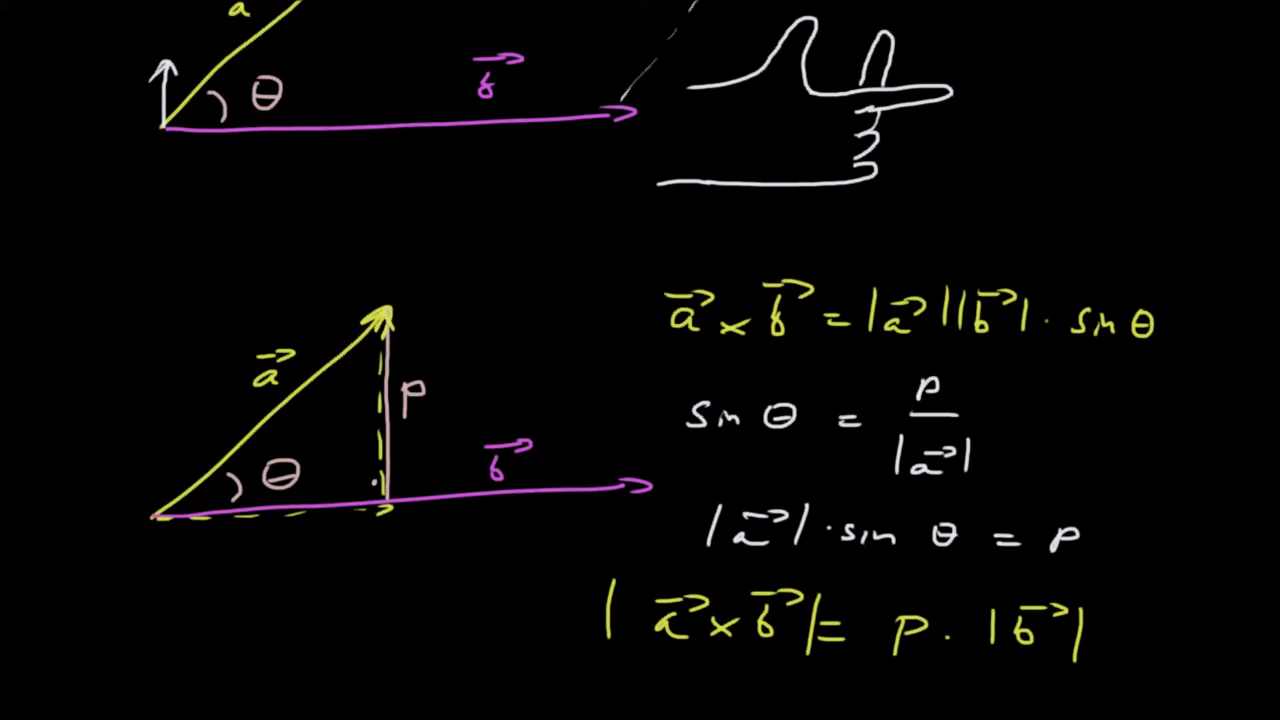 a
θ
b⃗
a⃗ × b⃗ = |a⃗||b⃗| · sin θ
a⃗
P
sin θ = P / |a⃗|
θ
b⃗
|a⃗| · sin θ = P
|a⃗ × b⃗| = P · |b⃗|